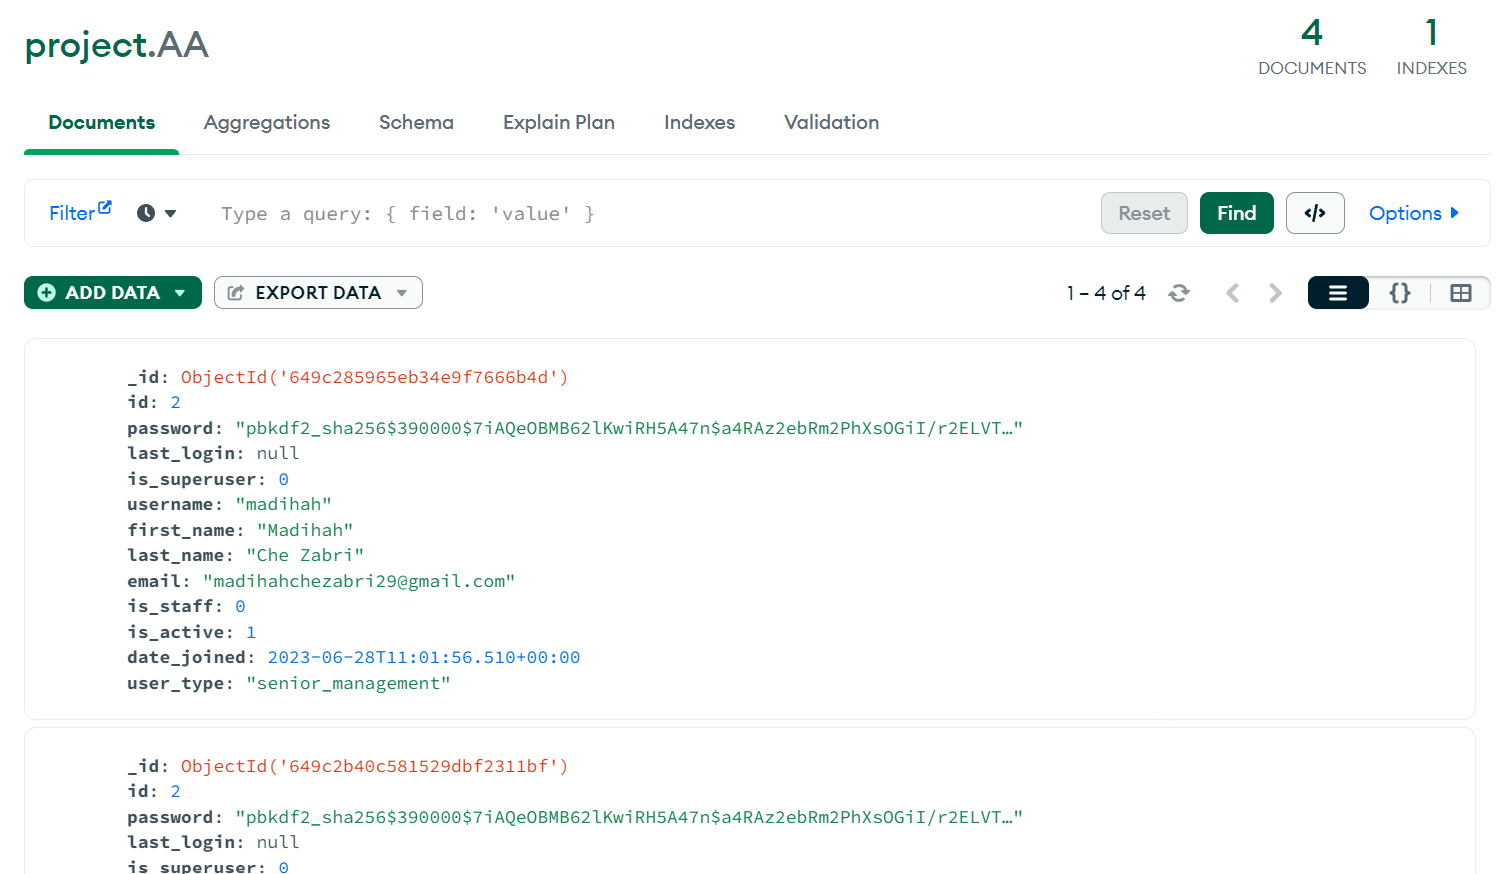 project.AA
4
DOCUMENTS
1
INDEXES
Documents Aggregations Schema Explain Plan Indexes Validation
Filter Type a query: { field: 'value' } Reset Find </> Options
ADD DATA EXPORT DATA 1 – 4 of 4 {}
_id: ObjectId('649c285965eb34e9f7666b4d')
id: 2
password: "pbkdf2_sha256$390000$7iAQeOBMB62lKwiRH5A47n$a4RAz2ebRm2PhXsOGiI/r2ELVT…"
last_login: null
is_superuser: 0
username: "madihah"
first_name: "Madihah"
last_name: "Che Zabri"
email: "madihahchezabri29@gmail.com"
is_staff: 0
is_active: 1
date_joined: 2023-06-28T11:01:56.510+00:00
user_type: "senior_management"
_id: ObjectId('649c2b40c581529dbf2311bf')
id: 2
password: "pbkdf2_sha256$390000$7iAQeOBMB62lKwiRH5A47n$a4RAz2ebRm2PhXsOGiI/r2ELVT…"
last_login: null
is_superuser: 0